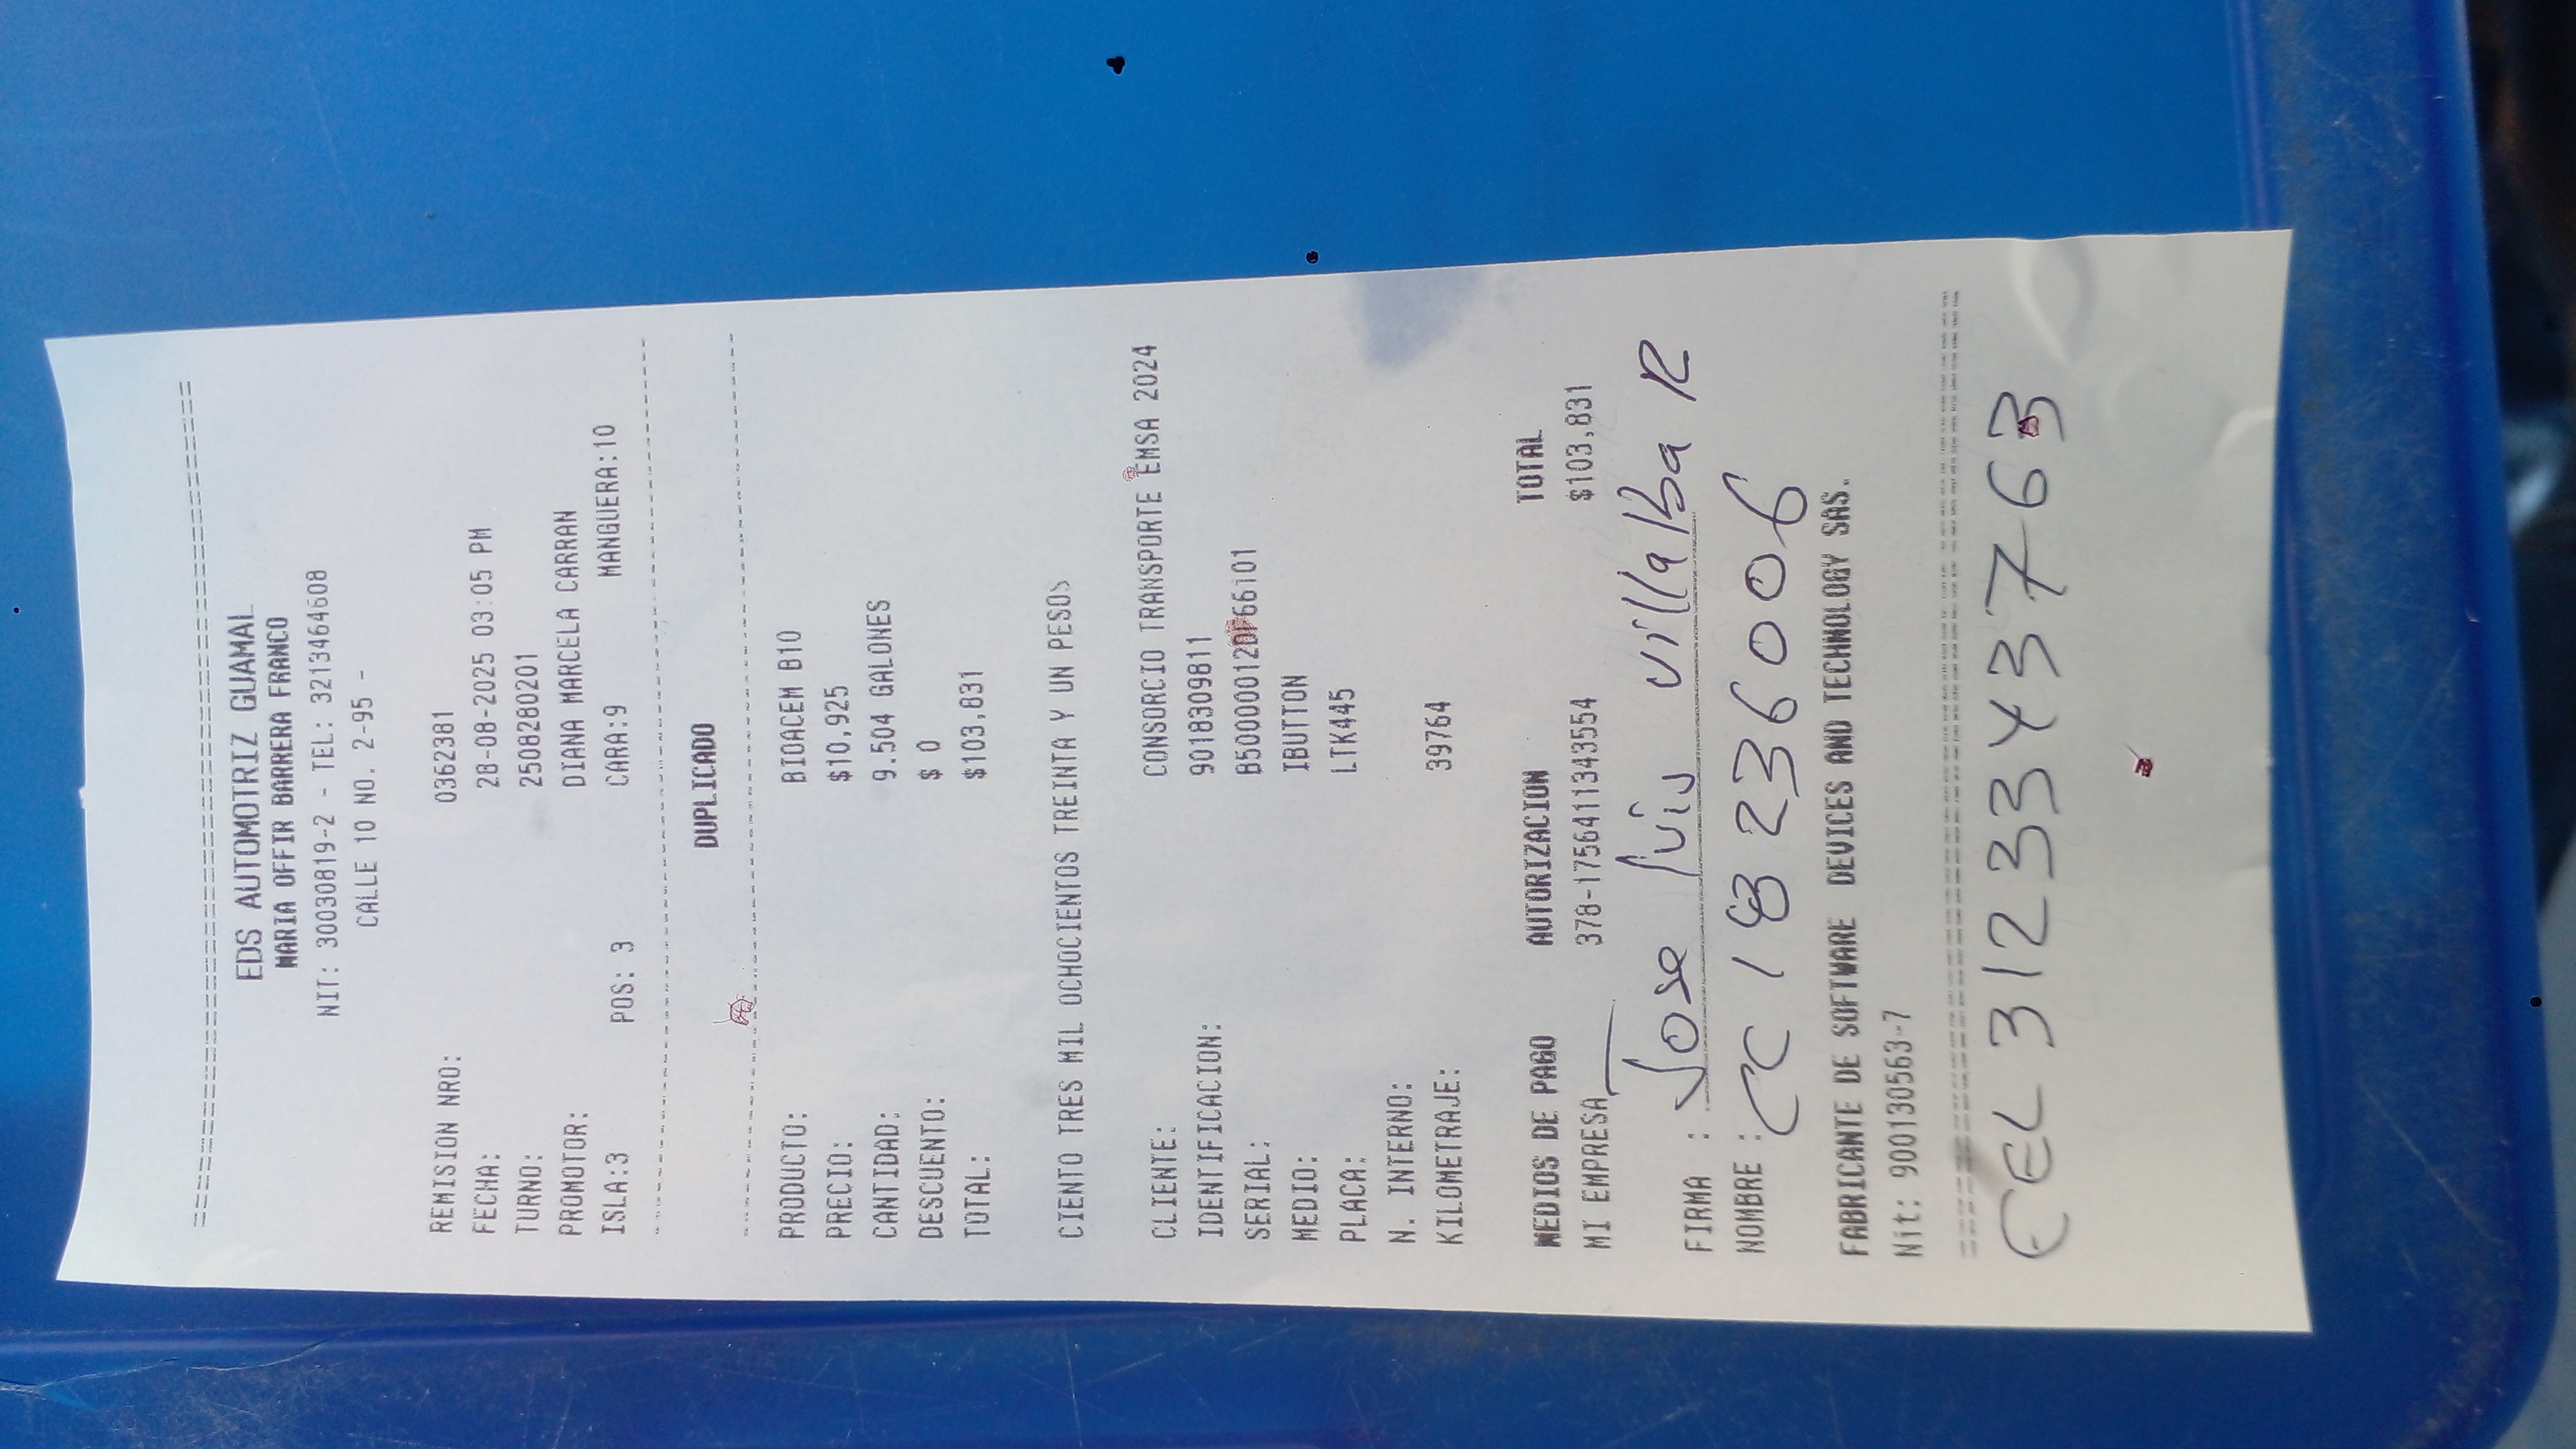 EDS AUTOMOTRIZ GUAMAL
MARIA OFFIR BARRERA FRANCO
NIT: 30030819-2 - TEL: 3213464608
CALLE 10 NO. 2-95 -
REMISION NRO: 0362381
FECHA: 28-08-2025 03:05 PM
TURNO: 2508280201
PROMOTOR: DIANA MARCELA CARRAN
ISLA:3 POS: 3 CARA:9 MANGUERA:10
DUPLICADO
PRODUCTO: BIOACEM B10
PRECIO: $10,925
CANTIDAD: 9.504 GALONES
DESCUENTO: $ 0
TOTAL: $103,831
CIENTO TRES MIL OCHOCIENTOS TREINTA Y UN PESOS
CLIENTE: CONSORCIO TRANSPORTE EMSA 2024
IDENTIFICACION: 9018309811
SERIAL:
MEDIO: IBUTTON
PLACA: LTK445
N. INTERNO:
KILOMETRAJE: 39764
MEDIOS DE PAGO AUTORIZACION TOTAL
MI EMPRESA 378-1756411343554 $103,831
FIRMA : Jose luis villalba R
NOMBRE : CC 18236006
FABRICANTE DE SOFTWARE DEVICES AND TECHNOLOGY SAS.
Nit: 900130563-7
CEL 3123343763